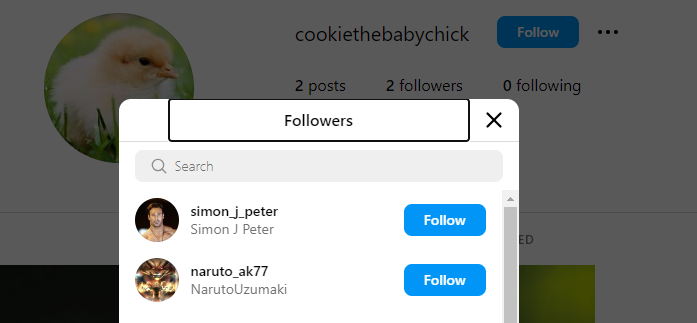 cookiethebabychick
Follow
2 posts 2 followers 0 following
Followers
Search
simon_j_peter
Simon J Peter
Follow
ED
naruto_ak77
NarutoUzumaki
Follow